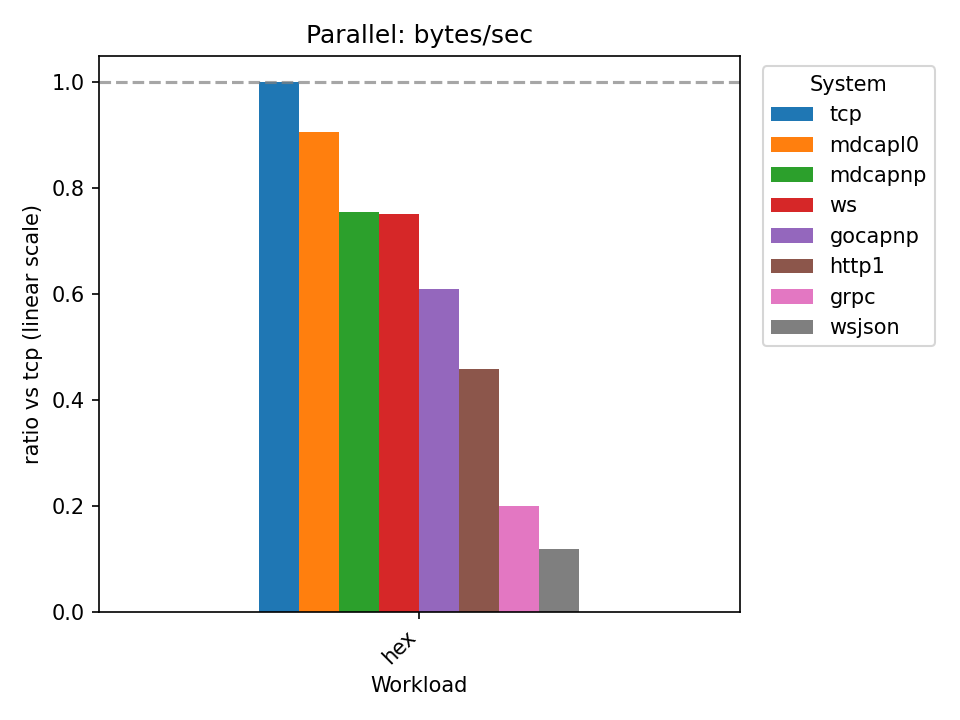 Parallel: bytes/sec
1.0
0.8
0.6
0.4
0.2
0.0
ratio vs tcp (linear scale)
hex
Workload
System
tcp
mdcapl0
mdcapnp
ws
gocapnp
http1
grpc
wsjson